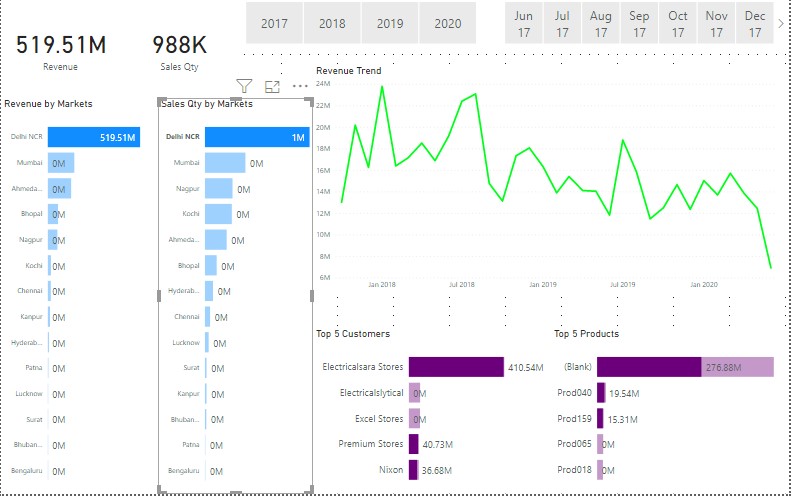 2017 2018 2019 2020
Jun 17 Jul 17 Aug 17 Sep 17 Oct 17 Nov 17 Dec 17
519.51M
Revenue
988K
Sales Qty
Revenue by Markets
Delhi NCR 519.51M
Mumbai 0M
Ahmeda... 0M
Bhopal 0M
Nagpur 0M
Kochi 0M
Chennai 0M
Kanpur 0M
Hyderab... 0M
Patna 0M
Lucknow 0M
Surat 0M
Bhuban... 0M
Bengaluru 0M
Sales Qty by Markets
Delhi NCR 1M
Mumbai 0M
Nagpur 0M
Kochi 0M
Ahmeda... 0M
Bhopal 0M
Hyderab... 0M
Chennai 0M
Lucknow 0M
Surat 0M
Kanpur 0M
Bhuban... 0M
Patna 0M
Bengaluru 0M
Revenue Trend
24M
22M
20M
18M
16M
14M
12M
10M
8M
6M
Jan 2018 Jul 2018 Jan 2019 Jul 2019 Jan 2020
Top 5 Customers
Electricalsara Stores 410.54M
Electricalslytical 0M
Excel Stores 0M
Premium Stores 40.73M
Nixon 36.68M
Top 5 Products
(Blank) 276.88M
Prod040 19.54M
Prod159 15.31M
Prod065 0M
Prod018 0M